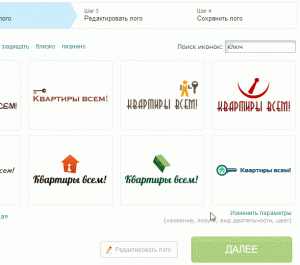 Шаг 3
Шаг 4
лого
Редактировать лого
Сохранить лого
защищать близко пианино
Поиск иконок:
ключ
КВАРТИРЫ ВСЕМ!
КВАРТИРЫ ВСЕМ!
КВАРТИРЫ ВСЕМ!
Квартиры всем!
Квартиры всем!
Квартиры всем!
Изменить параметры
(название, лозунг, вид деятельности, цвет)
Редактировать лого
ДАЛЕЕ